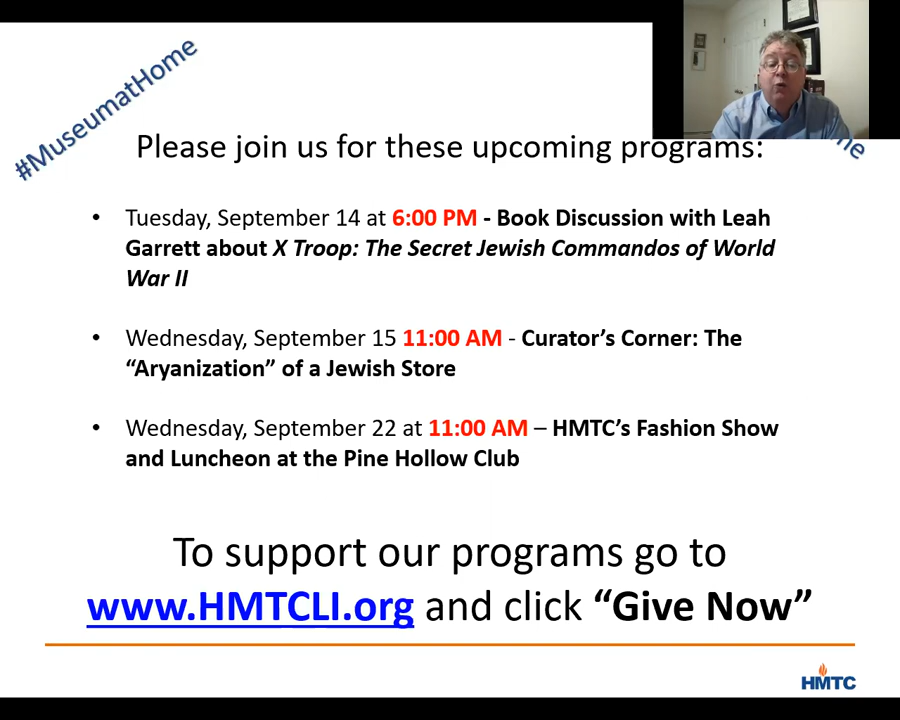 #MuseumatHome
me
Please join us for these upcoming programs:
• Tuesday, September 14 at 6:00 PM - Book Discussion with Leah
Garrett about X Troop: The Secret Jewish Commandos of World
War II
• Wednesday, September 15 11:00 AM - Curator’s Corner: The
“Aryanization” of a Jewish Store
• Wednesday, September 22 at 11:00 AM – HMTC’s Fashion Show
and Luncheon at the Pine Hollow Club
To support our programs go to
www.HMTCLI.org and click “Give Now”
HMTC